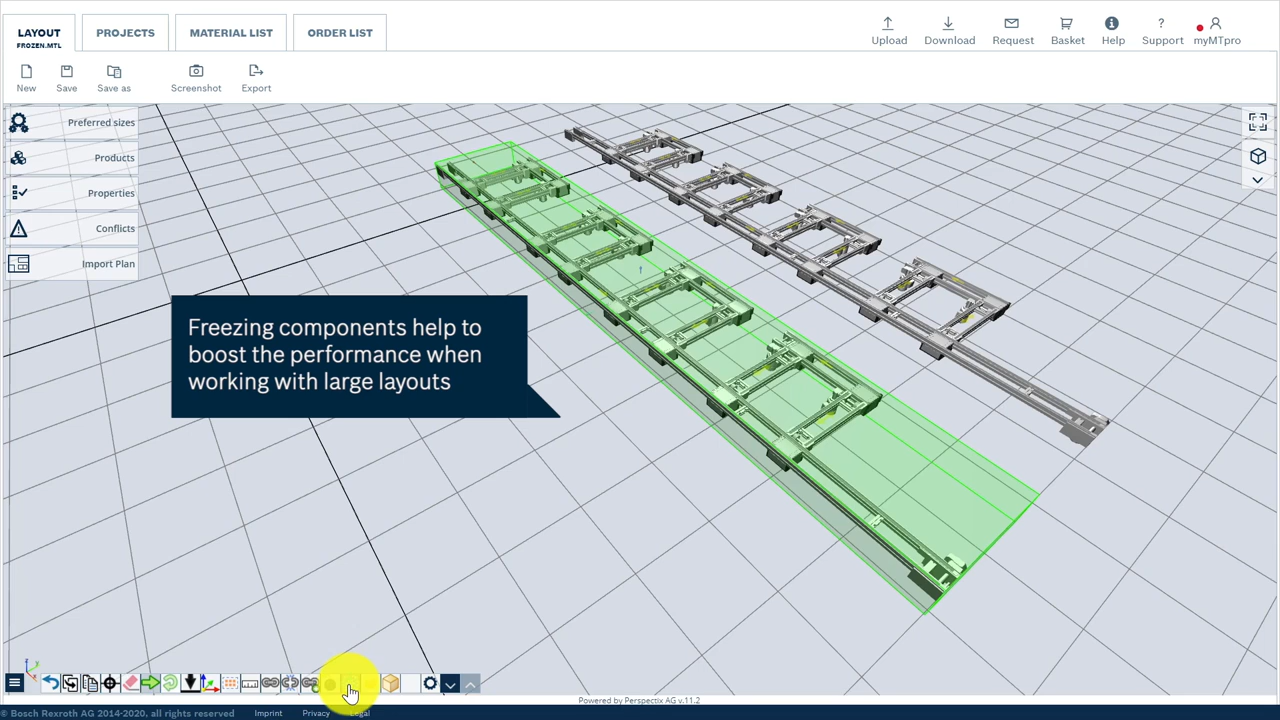 LAYOUT
FROZEN.MTL
PROJECTS
MATERIAL LIST
ORDER LIST
Upload
Download
Request
Basket
Help
Support
myMTpro
New
Save
Save as
Screenshot
Export
Preferred sizes
Products
Properties
Conflicts
Import Plan
Freezing components help to
boost the performance when
working with large layouts
Powered by Perspectix AG v.11.2
© Bosch Rexroth AG 2014-2020, all rights reserved
Imprint
Privacy
Legal